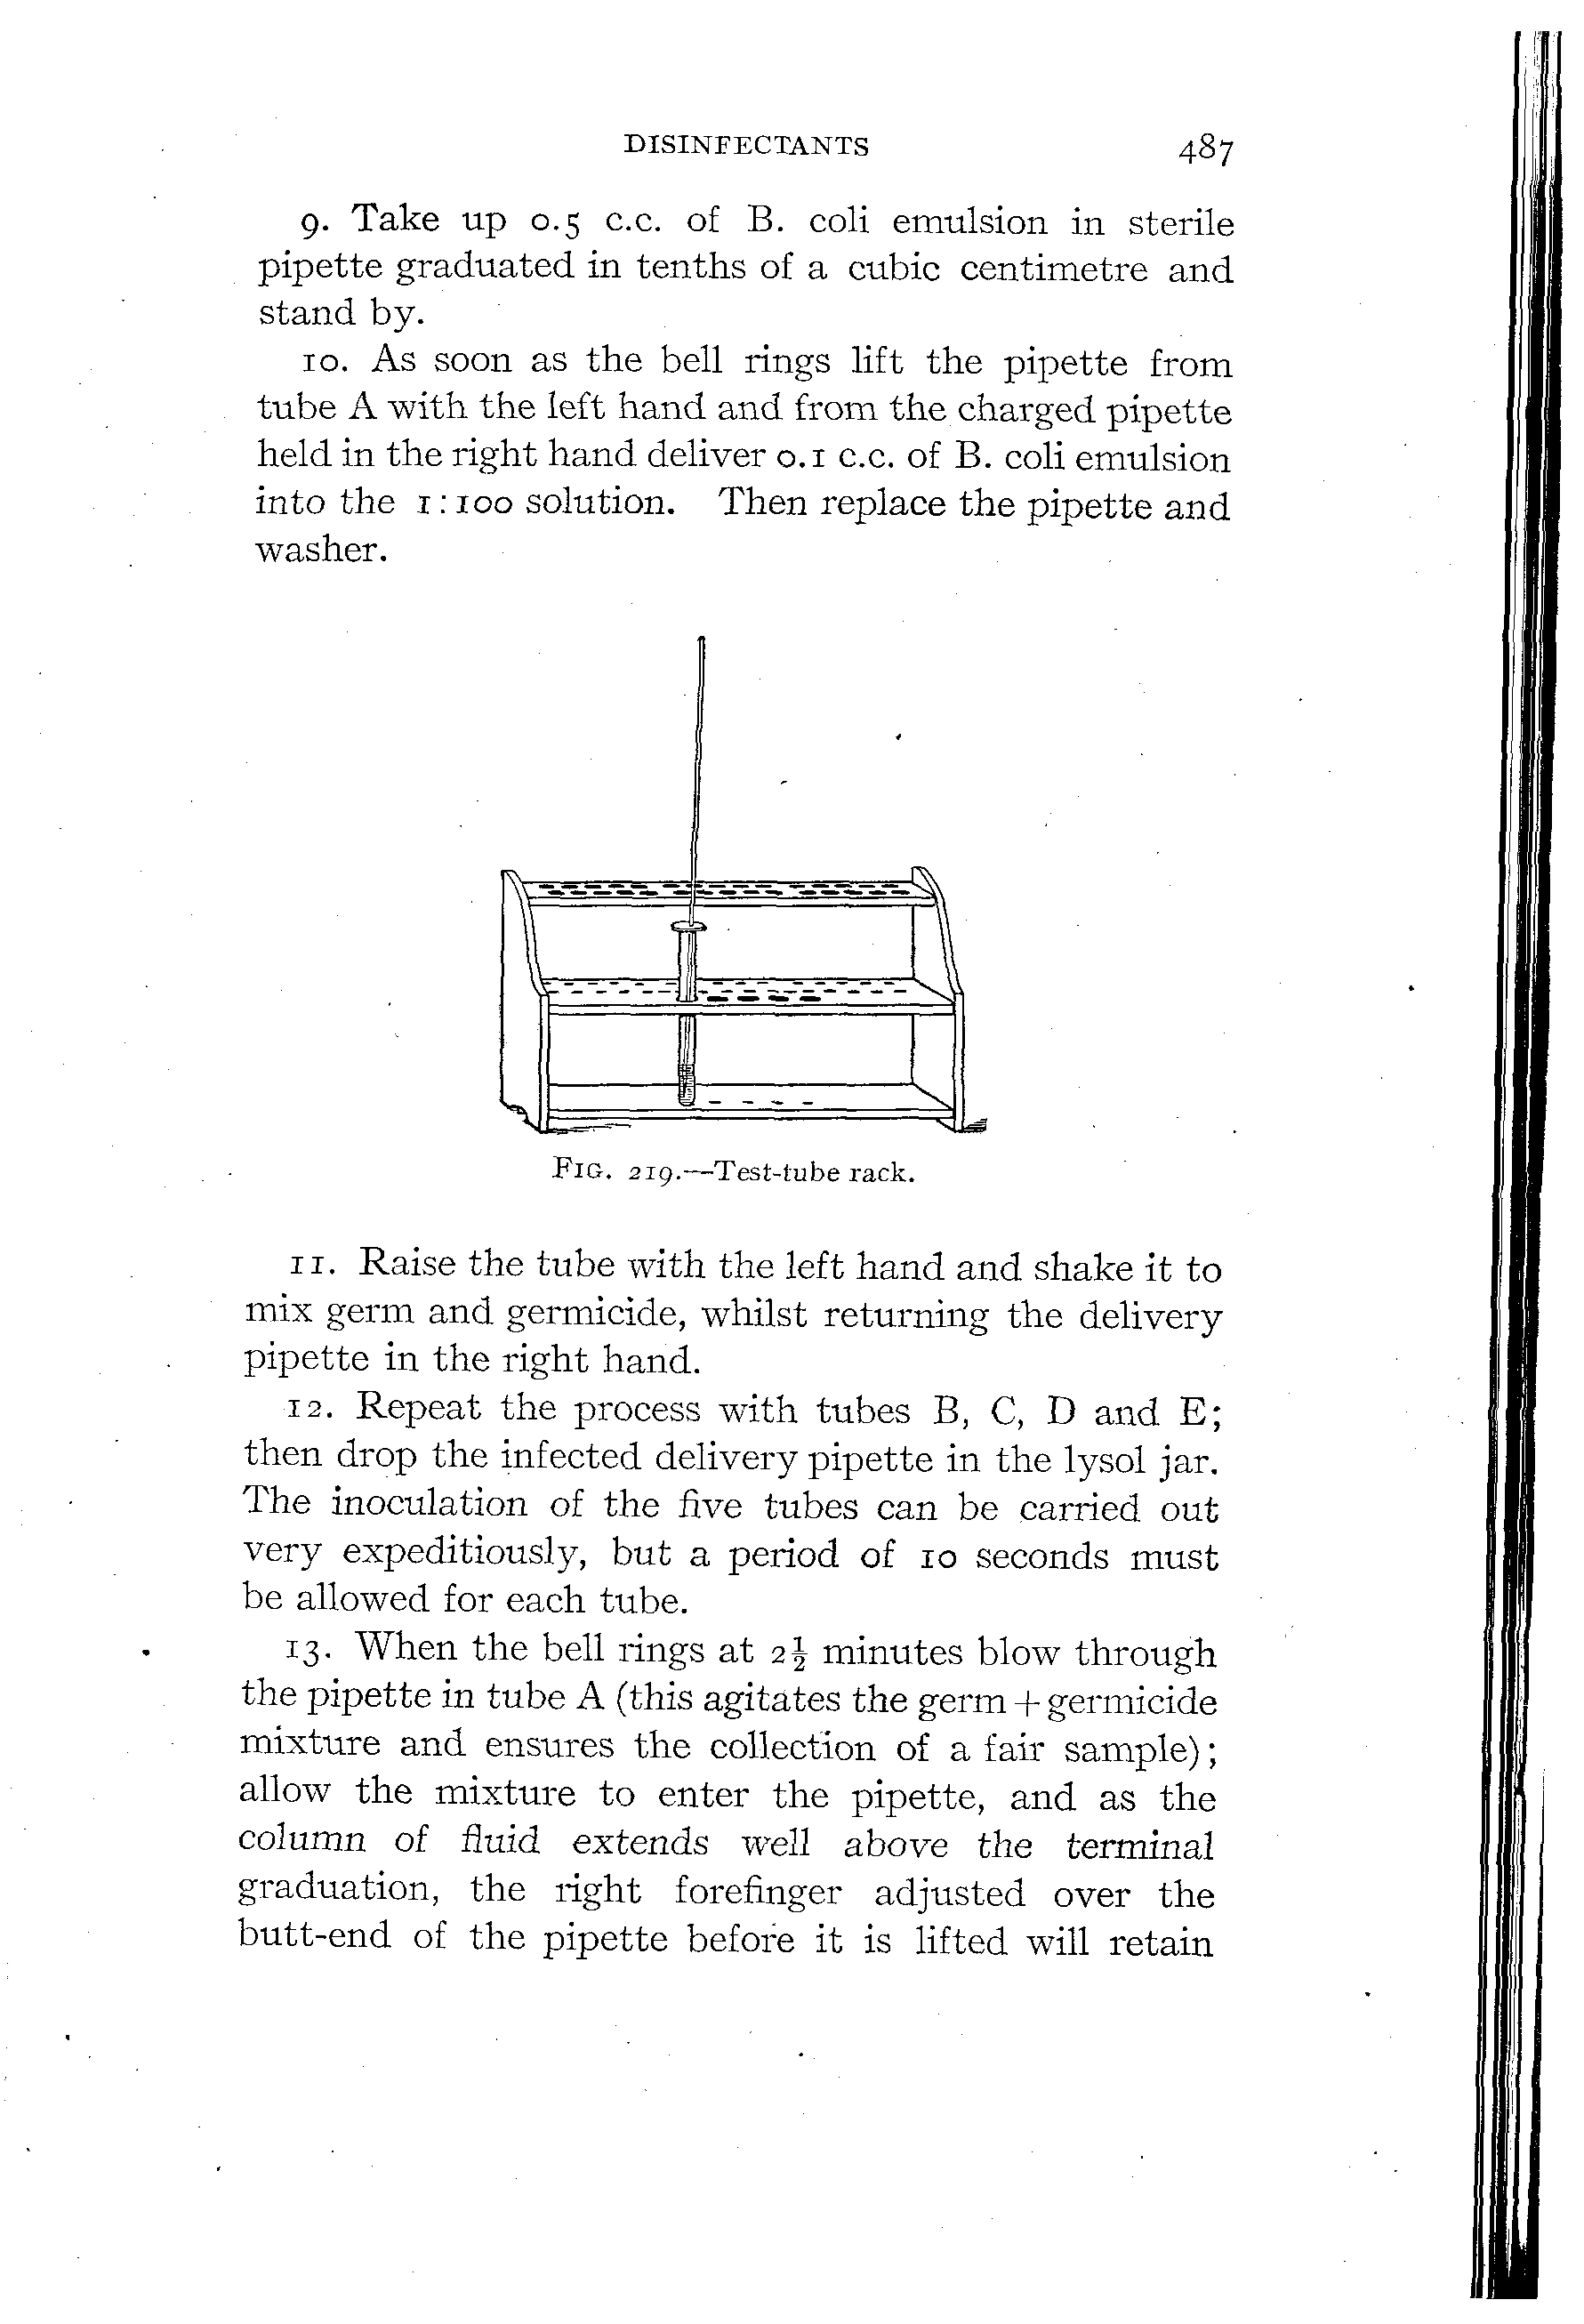 DISINFECTANTS 487
9. Take up 0.5 c.c. of B. coli emulsion in sterile
pipette graduated in tenths of a cubic centimetre and
stand by.
10. As soon as the bell rings lift the pipette from
tube A with the left hand and from the charged pipette
held in the right hand deliver 0.1 c.c. of B. coli emulsion
into the 1:100 solution. Then replace the pipette and
washer.
FIG. 219.—Test-tube rack.
11. Raise the tube with the left hand and shake it to
mix germ and germicide, whilst returning the delivery
pipette in the right hand.
12. Repeat the process with tubes B, C, D and E;
then drop the infected delivery pipette in the lysol jar.
The inoculation of the five tubes can be carried out
very expeditiously, but a period of 10 seconds must
be allowed for each tube.
13. When the bell rings at 2½ minutes blow through
the pipette in tube A (this agitates the germ + germicide
mixture and ensures the collection of a fair sample);
allow the mixture to enter the pipette, and as the
column of fluid extends well above the terminal
graduation, the right forefinger adjusted over the
butt-end of the pipette before it is lifted will retain